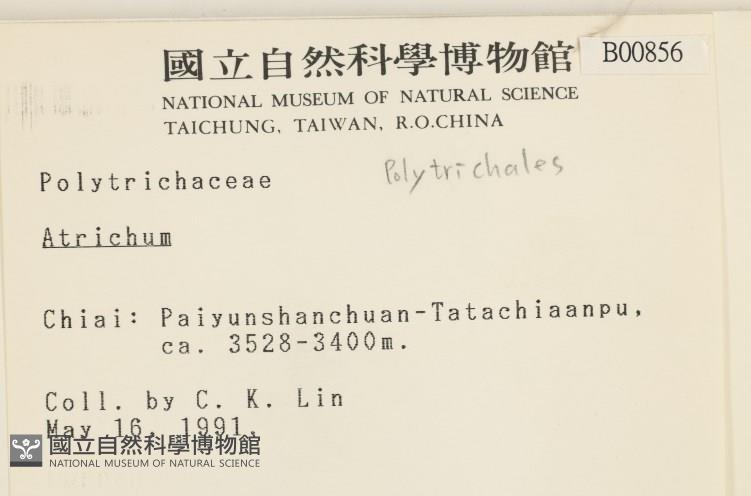 國立自然科學博物館 B00856
NATIONAL MUSEUM OF NATURAL SCIENCE
TAICHUNG, TAIWAN, R.O.CHINA
Polytrichaceae Polytrichales
Atrichum
Chiai: Paiyunshanchuan-Tatachiaanpu,
ca. 3528-3400m.
Coll. by C. K. Lin
May 16, 1991.
國立自然科學博物館
NATIONAL MUSEUM OF NATURAL SCIENCE